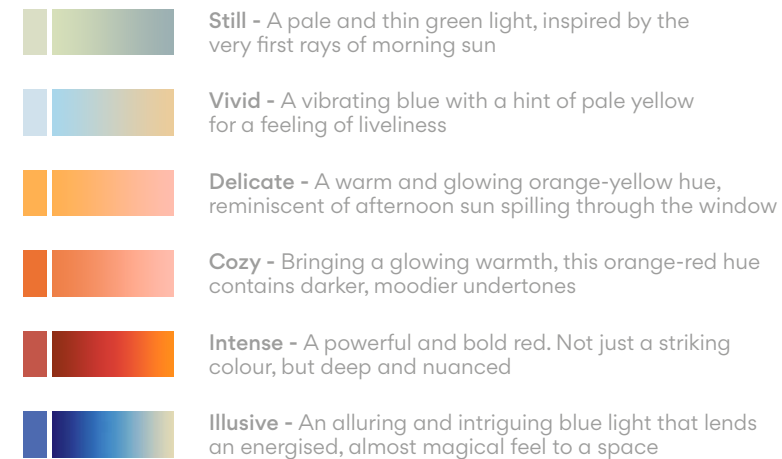 Still - A pale and thin green light, inspired by the
very first rays of morning sun
Vivid - A vibrating blue with a hint of pale yellow
for a feeling of liveliness
Delicate - A warm and glowing orange-yellow hue,
reminiscent of afternoon sun spilling through the window
Cozy - Bringing a glowing warmth, this orange-red hue
contains darker, moodier undertones
Intense - A powerful and bold red. Not just a striking
colour, but deep and nuanced
Illusive - An alluring and intriguing blue light that lends
an energised, almost magical feel to a space